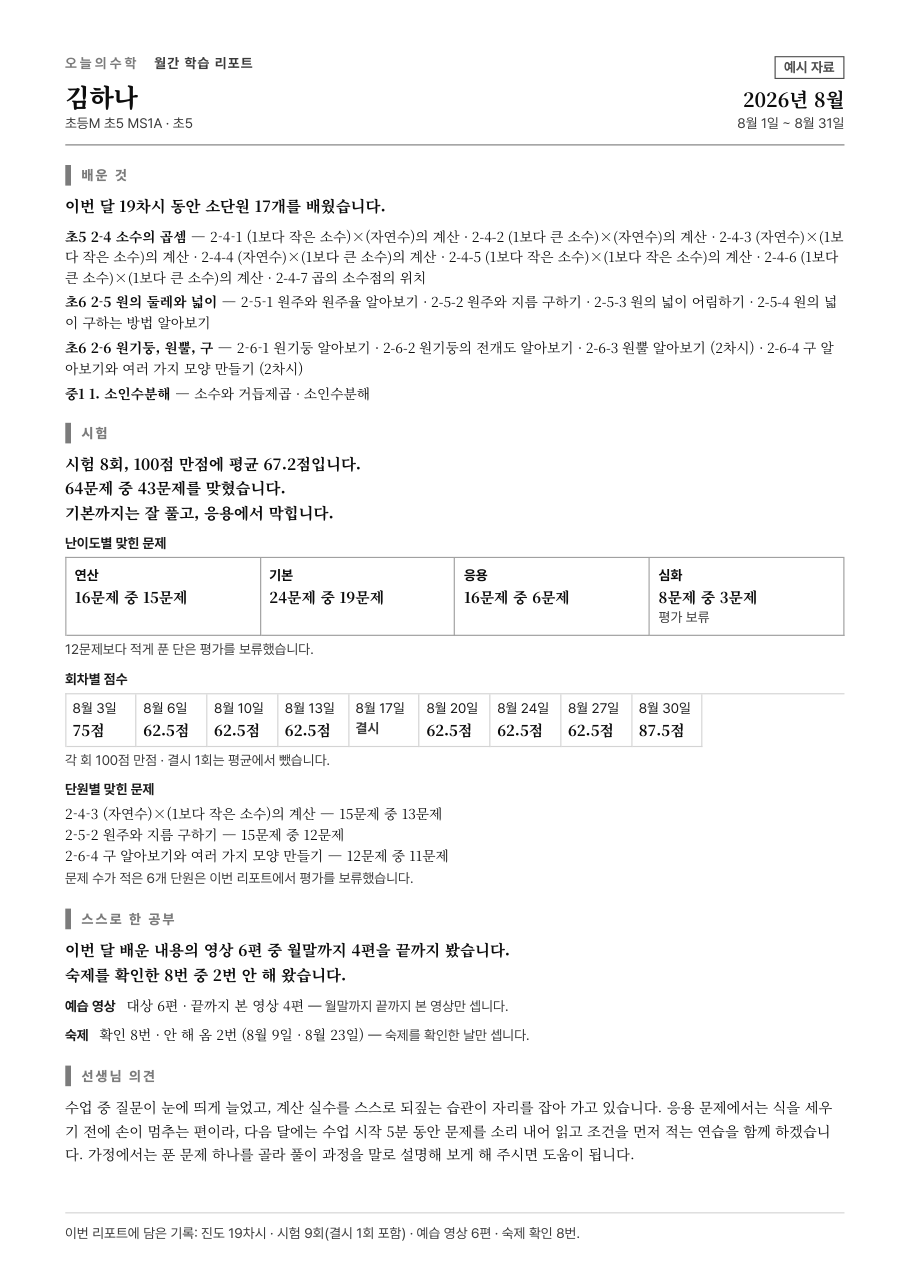 오늘의수학 월간 학습 리포트
예시 자료
김하나
2026년 8월
초등M 초5 MS1A · 초5
8월 1일 ~ 8월 31일
배운 것
이번 달 19차시 동안 소단원 17개를 배웠습니다.
초5 2-4 소수의 곱셈 — 2-4-1 (1보다 작은 소수)×(자연수)의 계산 · 2-4-2 (1보다 큰 소수)×(자연수)의 계산 · 2-4-3 (자연수)×(1보
다 작은 소수)의 계산 · 2-4-4 (자연수)×(1보다 큰 소수)의 계산 · 2-4-5 (1보다 작은 소수)×(1보다 작은 소수)의 계산 · 2-4-6 (1보다
큰 소수)×(1보다 큰 소수)의 계산 · 2-4-7 곱의 소수점의 위치
초6 2-5 원의 둘레와 넓이 — 2-5-1 원주와 원주율 알아보기 · 2-5-2 원주와 지름 구하기 · 2-5-3 원의 넓이 어림하기 · 2-5-4 원의 넓
이 구하는 방법 알아보기
초6 2-6 원기둥, 원뿔, 구 — 2-6-1 원기둥 알아보기 · 2-6-2 원기둥의 전개도 알아보기 · 2-6-3 원뿔 알아보기 (2차시) · 2-6-4 구 알
아보기와 여러 가지 모양 만들기 (2차시)
중1 1. 소인수분해 — 소수와 거듭제곱 · 소인수분해
시험
시험 8회, 100점 만점에 평균 67.2점입니다.
64문제 중 43문제를 맞혔습니다.
기본까지는 잘 풀고, 응용에서 막힙니다.
난이도별 맞힌 문제
연산 기본 응용 심화
16문제 중 15문제 24문제 중 19문제 16문제 중 6문제 8문제 중 3문제
평가 보류
12문제보다 적게 푼 단은 평가를 보류했습니다.
회차별 점수
8월 3일 8월 6일 8월 10일 8월 13일 8월 17일 8월 20일 8월 24일 8월 27일 8월 30일
75점 62.5점 62.5점 62.5점 결시 62.5점 62.5점 62.5점 87.5점
각 회 100점 만점 · 결시 1회는 평균에서 뺐습니다.
단원별 맞힌 문제
2-4-3 (자연수)×(1보다 작은 소수)의 계산 — 15문제 중 13문제
2-5-2 원주와 지름 구하기 — 15문제 중 12문제
2-6-4 구 알아보기와 여러 가지 모양 만들기 — 12문제 중 11문제
문제 수가 적은 6개 단원은 이번 리포트에서 평가를 보류했습니다.
스스로 한 공부
이번 달 배운 내용의 영상 6편 중 월말까지 4편을 끝까지 봤습니다.
숙제를 확인한 8번 중 2번 안 해 왔습니다.
예습 영상 대상 6편 · 끝까지 본 영상 4편 — 월말까지 끝까지 본 영상만 셉니다.
숙제 확인 8번 · 안 해 옴 2번 (8월 9일 · 8월 23일) — 숙제를 확인한 날만 셉니다.
선생님 의견
수업 중 질문이 눈에 띄게 늘었고, 계산 실수를 스스로 되짚는 습관이 자리를 잡아 가고 있습니다. 응용 문제에서는 식을 세우
기 전에 손이 멈추는 편이라, 다음 달에는 수업 시작 5분 동안 문제를 소리 내어 읽고 조건을 먼저 적는 연습을 함께 하겠습니
다. 가정에서는 푼 문제 하나를 골라 풀이 과정을 말로 설명해 보게 해 주시면 도움이 됩니다.
이번 리포트에 담은 기록: 진도 19차시 · 시험 9회(결시 1회 포함) · 예습 영상 6편 · 숙제 확인 8번.